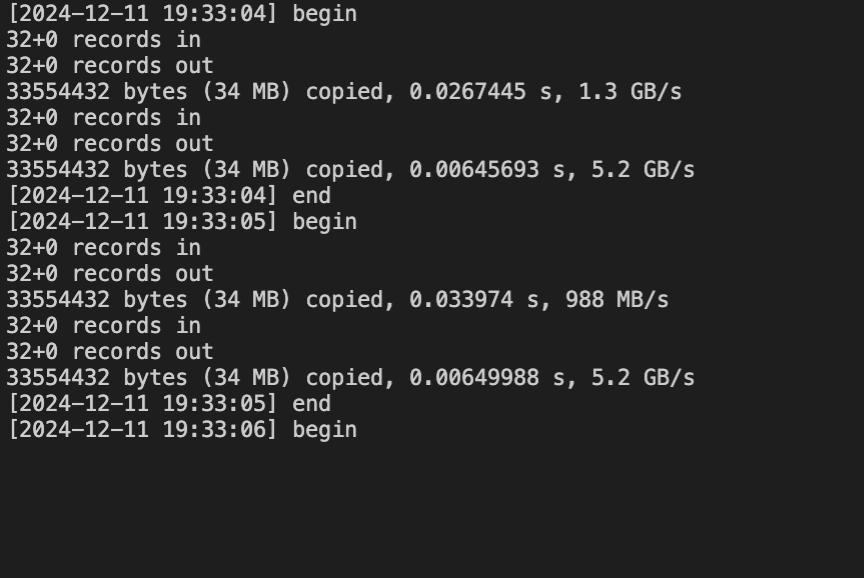 [2024-12-11 19:33:04] begin
32+0 records in
32+0 records out
33554432 bytes (34 MB) copied, 0.0267445 s, 1.3 GB/s
32+0 records in
32+0 records out
33554432 bytes (34 MB) copied, 0.00645693 s, 5.2 GB/s
[2024-12-11 19:33:04] end
[2024-12-11 19:33:05] begin
32+0 records in
32+0 records out
33554432 bytes (34 MB) copied, 0.033974 s, 988 MB/s
32+0 records in
32+0 records out
33554432 bytes (34 MB) copied, 0.00649988 s, 5.2 GB/s
[2024-12-11 19:33:05] end
[2024-12-11 19:33:06] begin